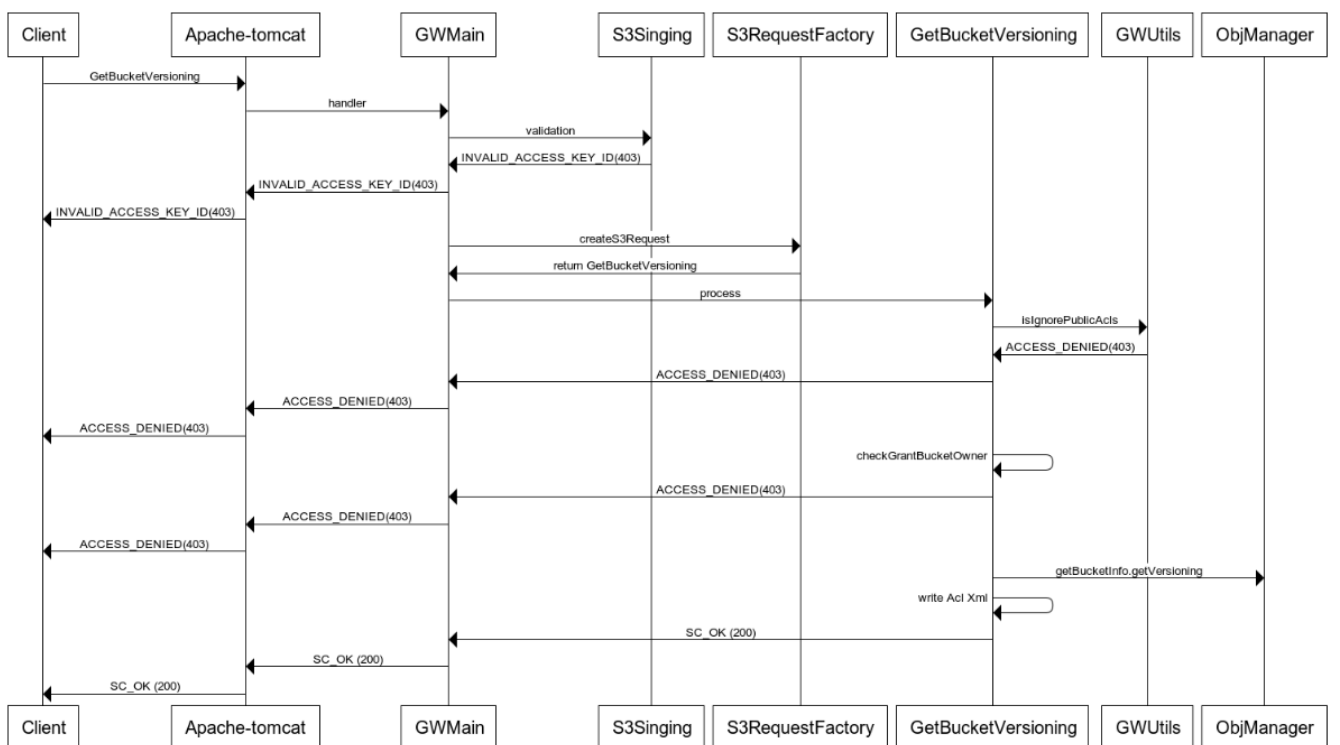 Client Apache-tomcat GWMain S3Singing S3RequestFactory GetBucketVersioning GWUtils ObjManager
GetBucketVersioning
handler
validation
INVALID_ACCESS_KEY_ID(403)
INVALID_ACCESS_KEY_ID(403)
INVALID_ACCESS_KEY_ID(403)
createS3Request
return GetBucketVersioning
process
isIgnorePublicAcls
ACCESS_DENIED(403)
ACCESS_DENIED(403)
ACCESS_DENIED(403)
ACCESS_DENIED(403)
checkGrantBucketOwner
ACCESS_DENIED(403)
ACCESS_DENIED(403)
ACCESS_DENIED(403)
getBucketInfo.getVersioning
write Acl Xml
SC_OK (200)
SC_OK (200)
SC_OK (200)
Client Apache-tomcat GWMain S3Singing S3RequestFactory GetBucketVersioning GWUtils ObjManager